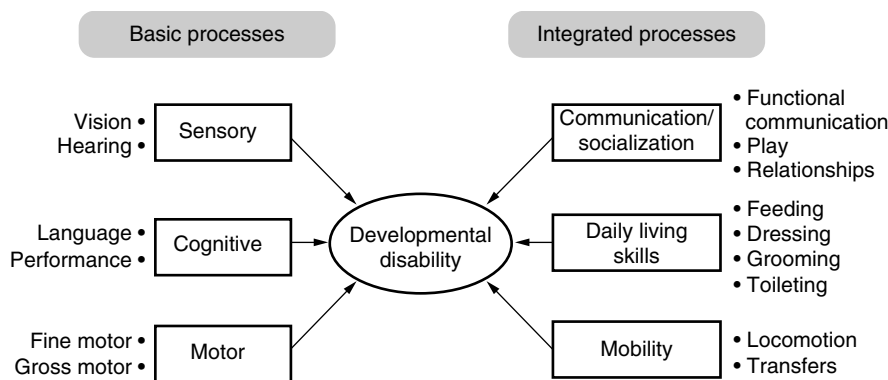 Basic processes
Integrated processes
Vision •
Hearing •
Sensory
Language •
Performance •
Cognitive
Fine motor •
Gross motor •
Motor
Developmental
disability
Communication/
socialization
• Functional
communication
• Play
• Relationships
Daily living
skills
• Feeding
• Dressing
• Grooming
• Toileting
Mobility
• Locomotion
• Transfers